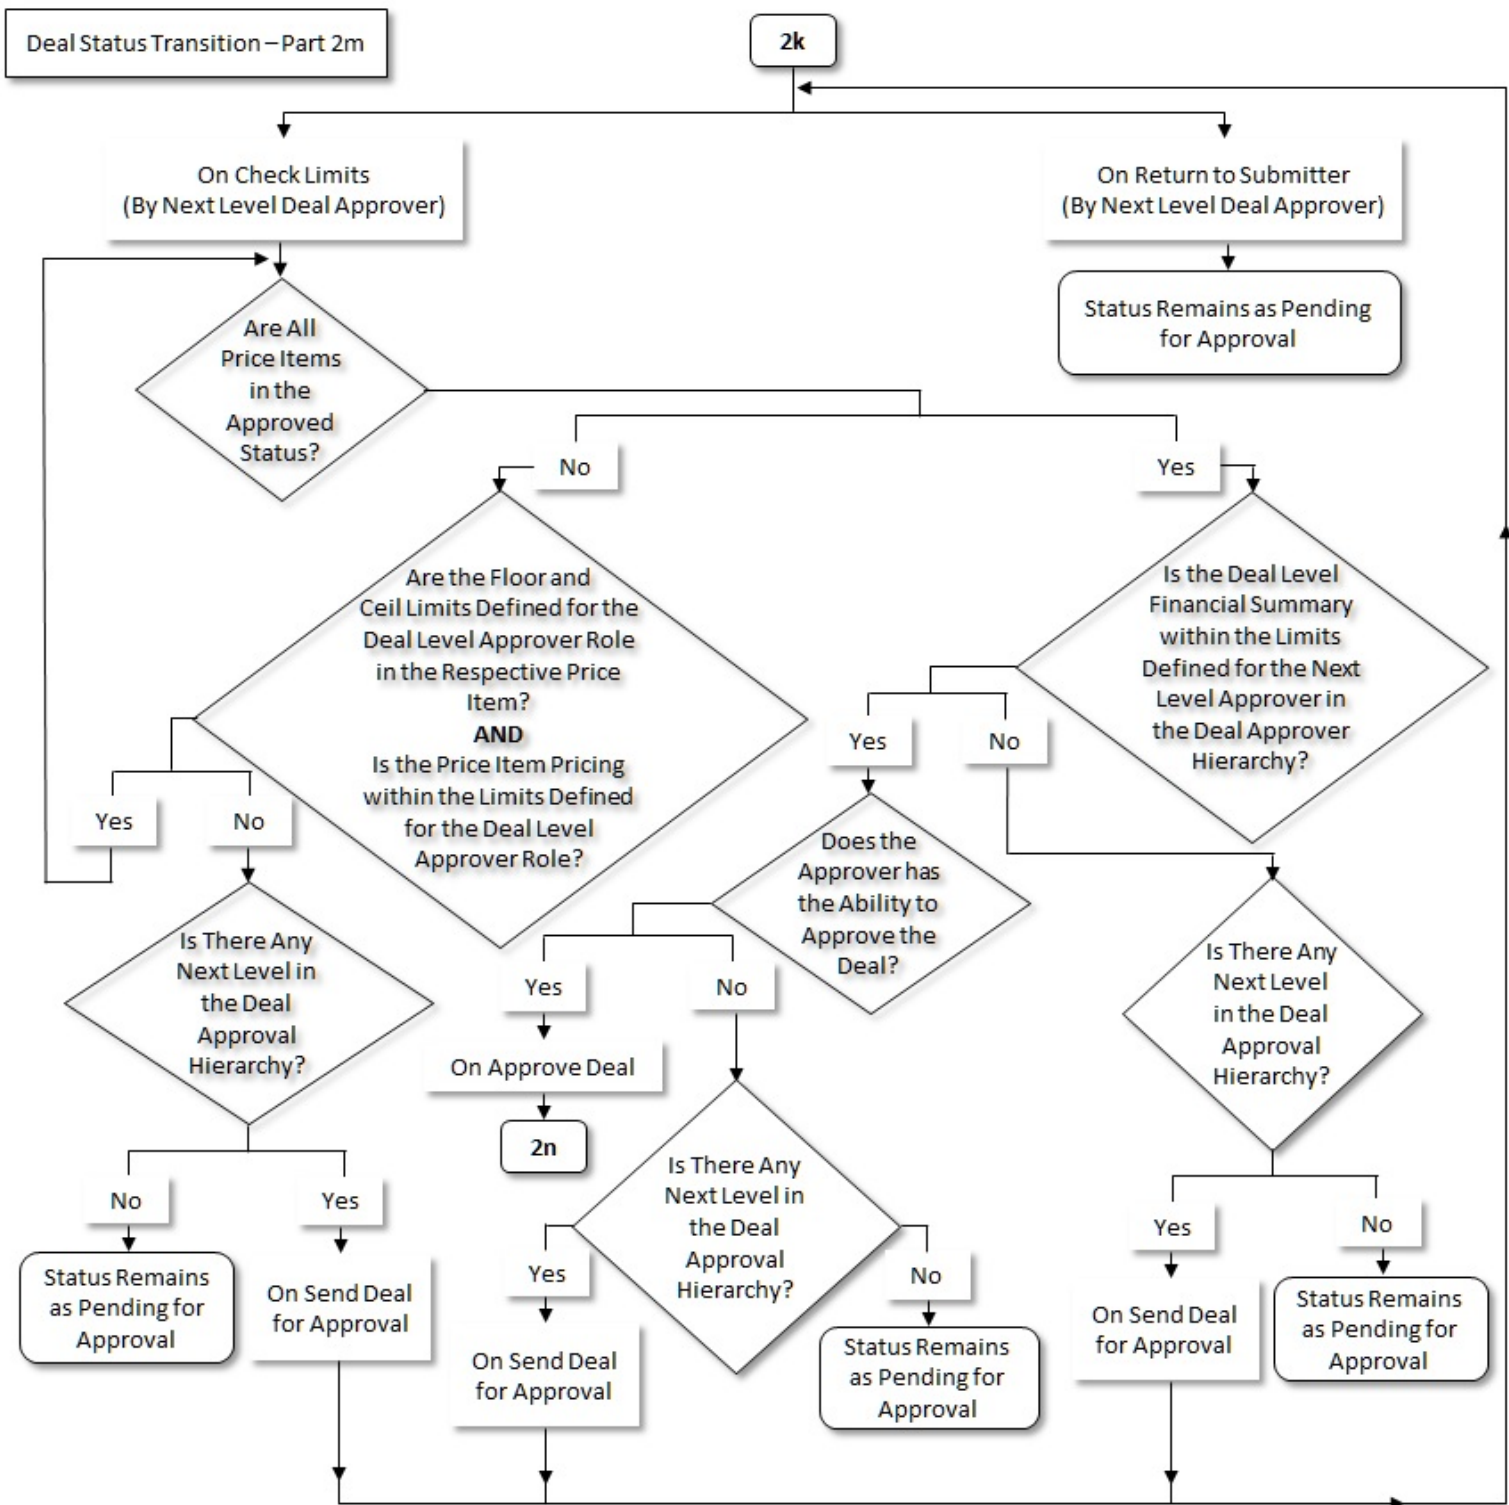 Deal Status Transition – Part 2m
2k
On Check Limits
(By Next Level Deal Approver)
On Return to Submitter
(By Next Level Deal Approver)
Status Remains as Pending
for Approval
Are All
Price Items
in the
Approved
Status?
No
Yes
Are the Floor and
Ceil Limits Defined for the
Deal Level Approver Role
in the Respective Price
Item?
AND
Is the Price Item Pricing
within the Limits Defined
for the Deal Level
Approver Role?
Is the Deal Level
Financial Summary
within the Limits
Defined for the Next
Level Approver in
the Deal Approver
Hierarchy?
Yes
No
Yes
No
Does the
Approver has
the Ability to
Approve the
Deal?
Is There Any
Next Level in
the Deal
Approval
Hierarchy?
Yes
No
Is There Any
Next Level
in the Deal
Approval
Hierarchy?
On Approve Deal
2n
Is There Any
Next Level in
the Deal
Approval
Hierarchy?
No
Yes
Yes
No
Yes
No
Status Remains
as Pending for
Approval
On Send Deal
for Approval
On Send Deal
for Approval
Status Remains
as Pending for
Approval
On Send Deal
for Approval
Status Remains
as Pending for
Approval